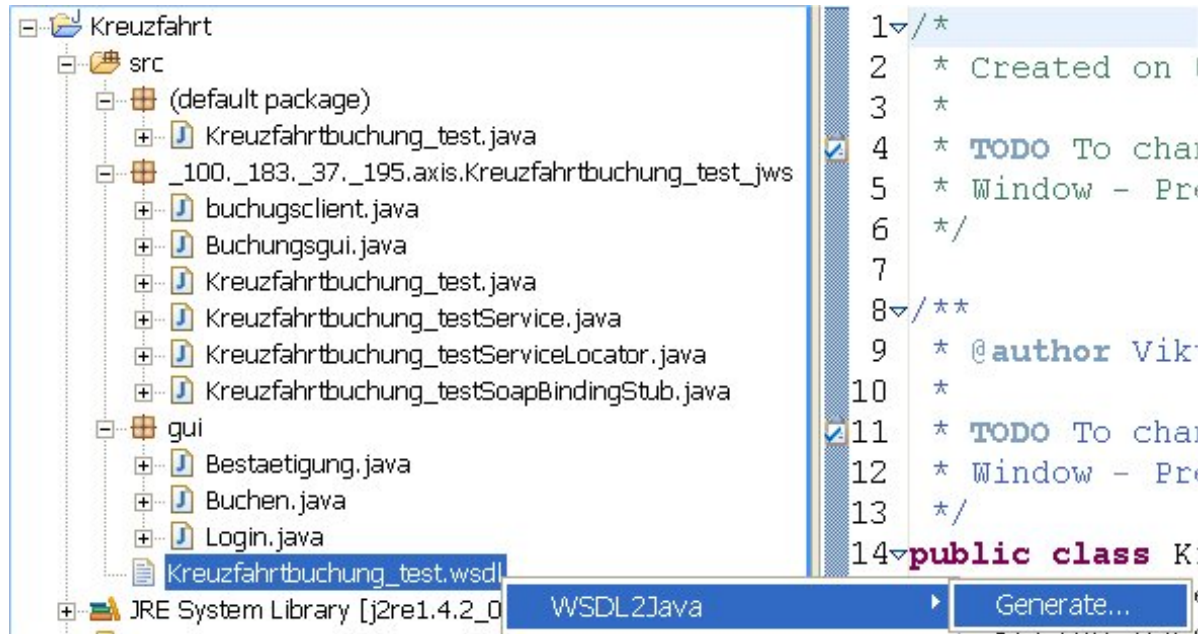 Kreuzfahrt
src
(default package)
Kreuzfahrtbuchung_test.java
_100._183._37._195.axis.Kreuzfahrtbuchung_test_jws
buchugsclient.java
Buchungsgui.java
Kreuzfahrtbuchung_test.java
Kreuzfahrtbuchung_testService.java
Kreuzfahrtbuchung_testServiceLocator.java
Kreuzfahrtbuchung_testSoapBindingStub.java
gui
Bestaetigung.java
Buchen.java
Login.java
Kreuzfahrtbuchung_test.wsdl
JRE System Library [j2re1.4.2_0
WSDL2Java
Generate...
1 /*
2 * Created on
3 *
4 * TODO To chan
5 * Window - Pre
6 */
7
8 /**
9 * @author Vik
10 *
11 * TODO To chan
12 * Window - Pre
13 */
14 public class K